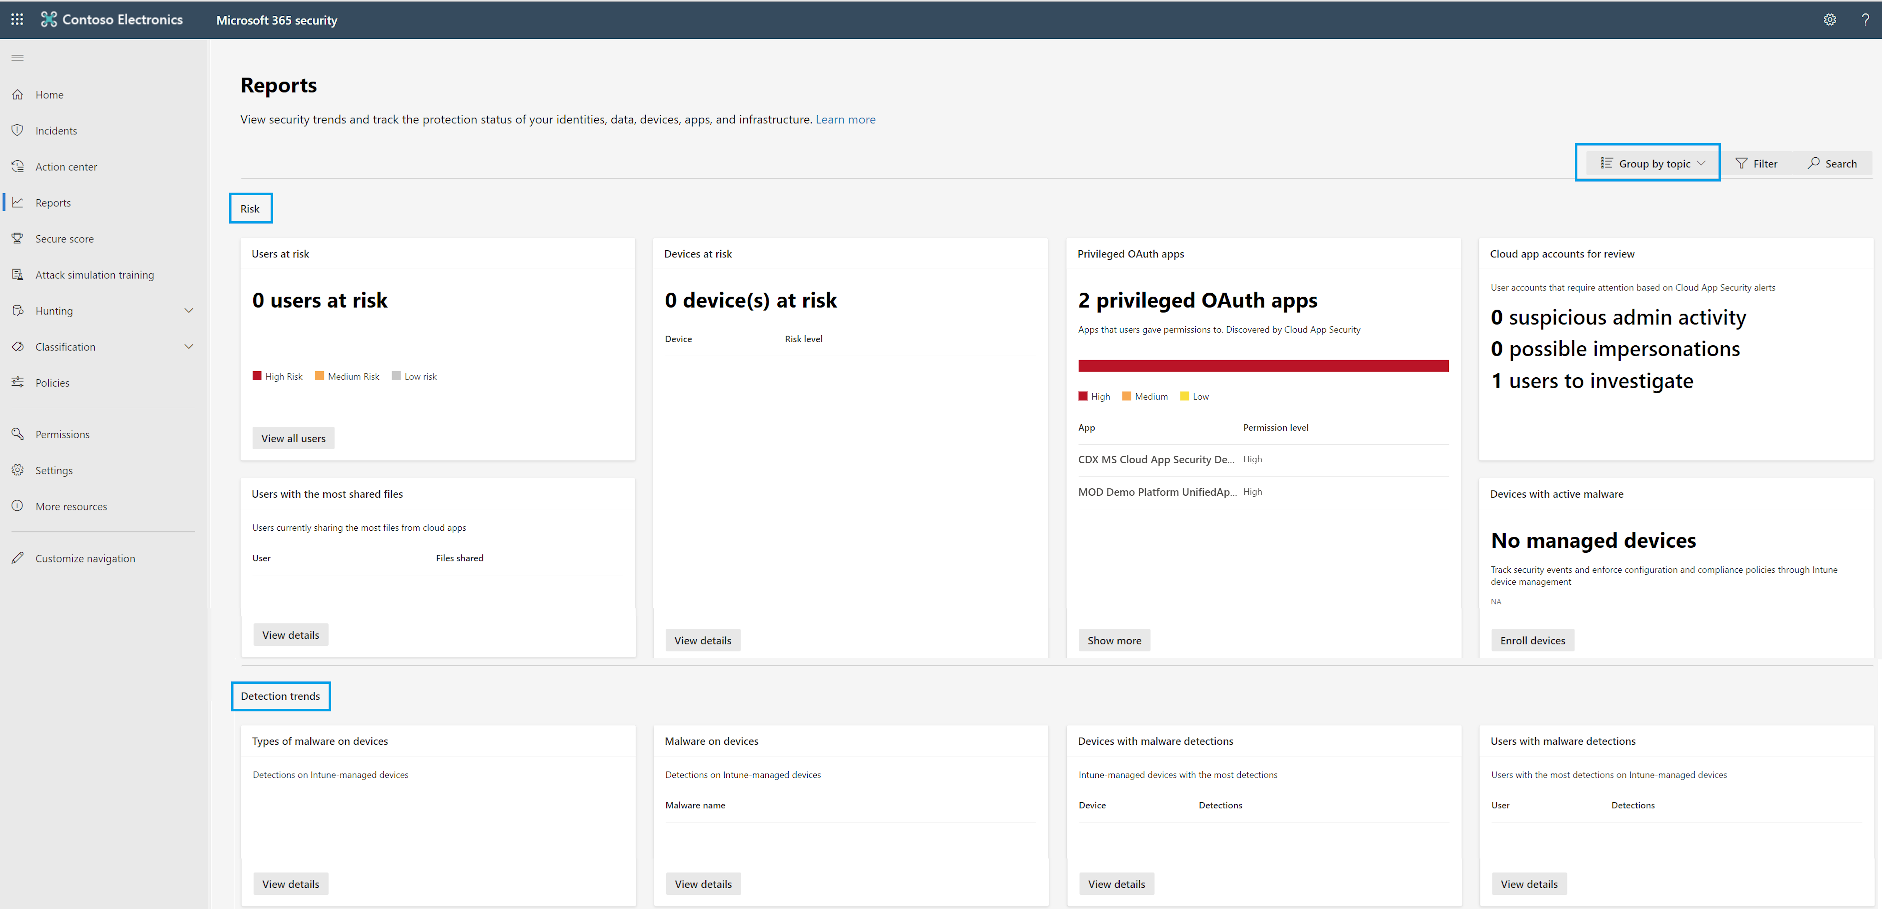 Contoso Electronics
Microsoft 365 security
?
Home
Incidents
Action center
Reports
Secure score
Attack simulation training
Hunting
Classification
Policies
Permissions
Settings
More resources
Customize navigation
Reports
View security trends and track the protection status of your identities, data, devices, apps, and infrastructure. Learn more
Group by topic
Filter
Search
Risk
Users at risk
0 users at risk
High Risk Medium Risk Low risk
View all users
Devices at risk
0 device(s) at risk
Device Risk level
View details
Privileged OAuth apps
2 privileged OAuth apps
Apps that users gave permissions to. Discovered by Cloud App Security
High Medium Low
App Permission level
CDX MS Cloud App Security De... High
MOD Demo Platform UnifiedAp... High
Show more
Cloud app accounts for review
User accounts that require attention based on Cloud App Security alerts
0 suspicious admin activity
0 possible impersonations
1 users to investigate
Users with the most shared files
Users currently sharing the most files from cloud apps
User Files shared
View details
Devices with active malware
No managed devices
Track security events and enforce configuration and compliance policies through Intune
device management
NA
Enroll devices
Detection trends
Types of malware on devices
Detections on Intune-managed devices
View details
Malware on devices
Detections on Intune-managed devices
Malware name
View details
Devices with malware detections
Intune-managed devices with the most detections
Device Detections
View details
Users with malware detections
Users with the most detections on Intune-managed devices
User Detections
View details